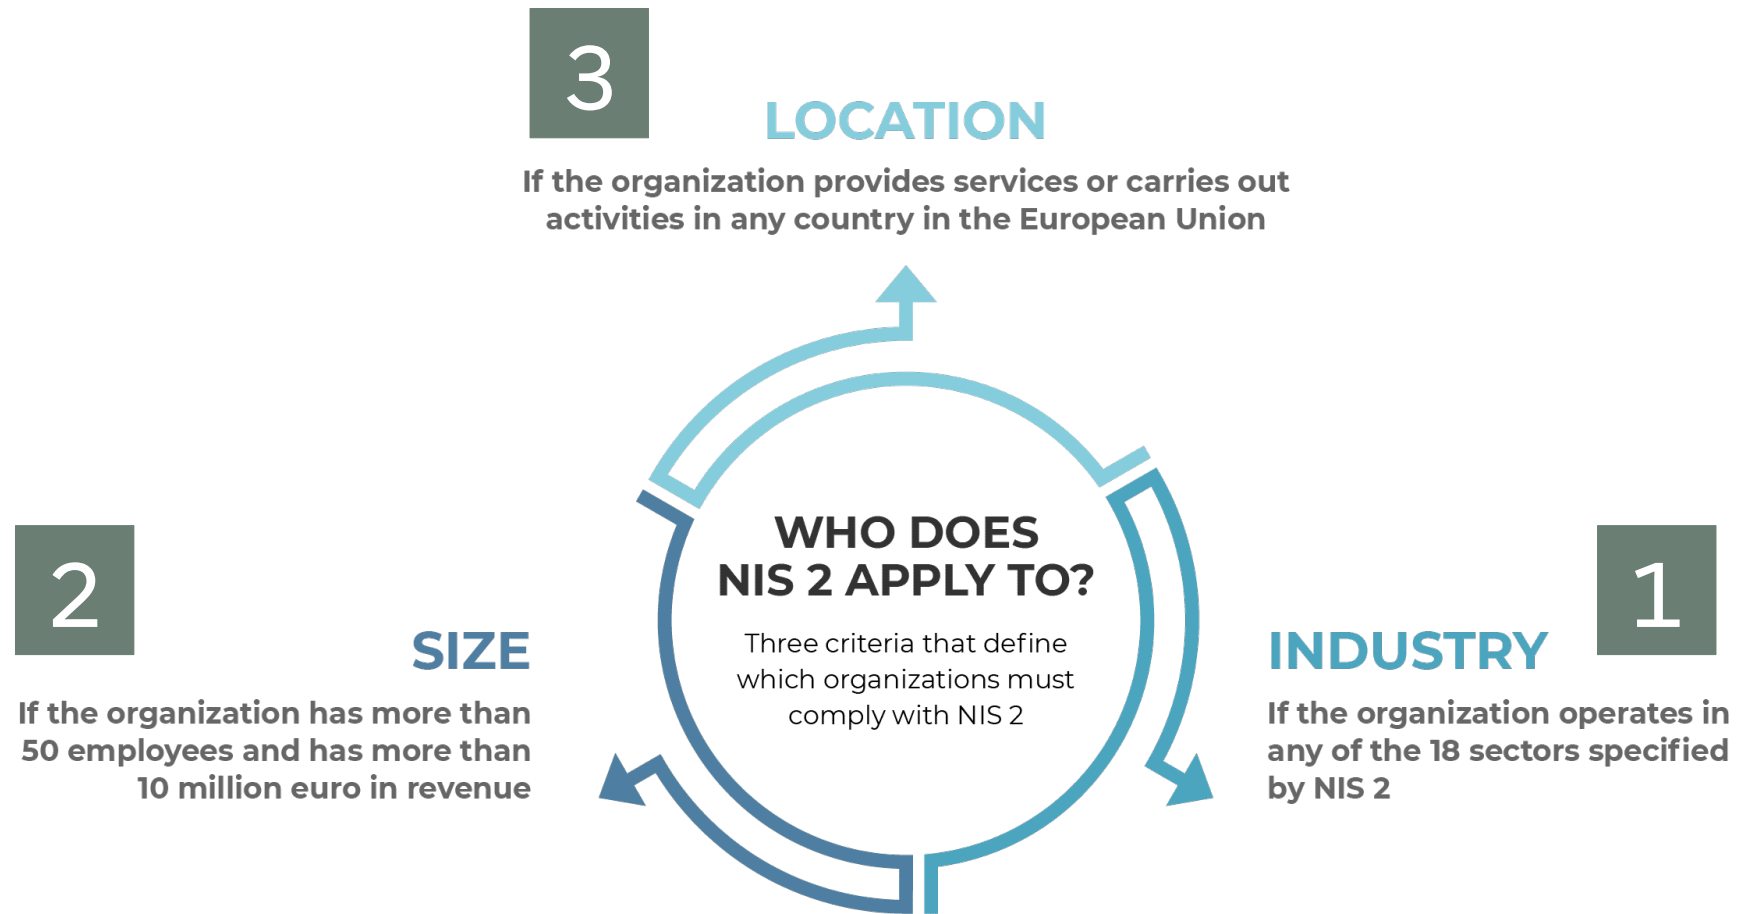 3
LOCATION
If the organization provides services or carries out
activities in any country in the European Union
WHO DOES
NIS 2 APPLY TO?
Three criteria that define
which organizations must
comply with NIS 2
2
SIZE
If the organization has more than
50 employees and has more than
10 million euro in revenue
1
INDUSTRY
If the organization operates in
any of the 18 sectors specified
by NIS 2